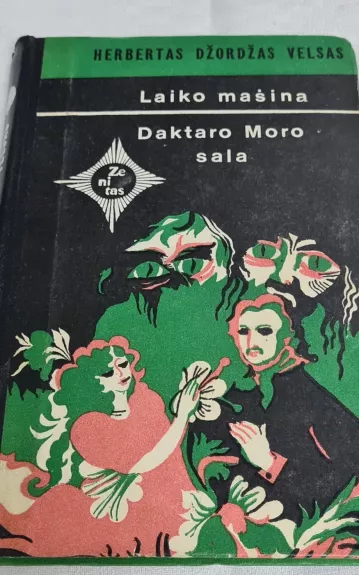 HERBERTAS DŽORDŽAS VELSAS
Laiko mašina
Daktaro Moro
sala
Ze
ni
tas